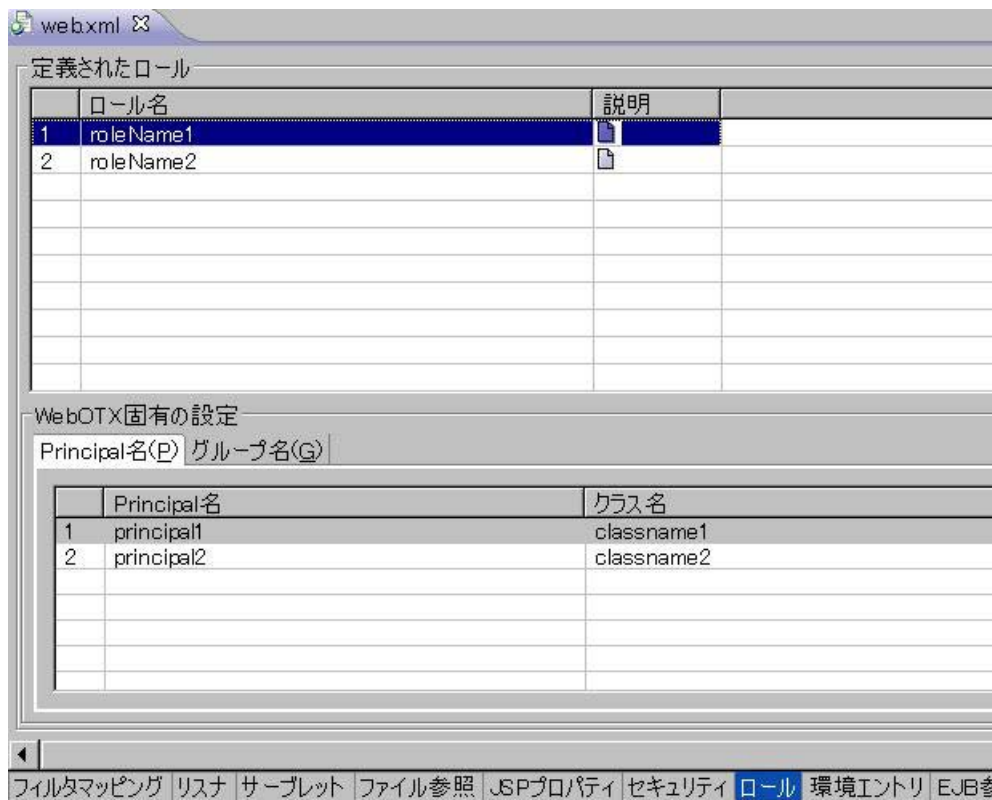 web.xml
定義されたロール
ロール名 説明
1 roleName1
2 roleName2
WebOTX固有の設定
Principal名(P) グループ名(G)
Principal名 クラス名
1 principal1 classname1
2 principal2 classname2
フィルタマッピング リスナ サーブレット ファイル参照 JSPプロパティ セキュリティ ロール 環境エントリ EJB